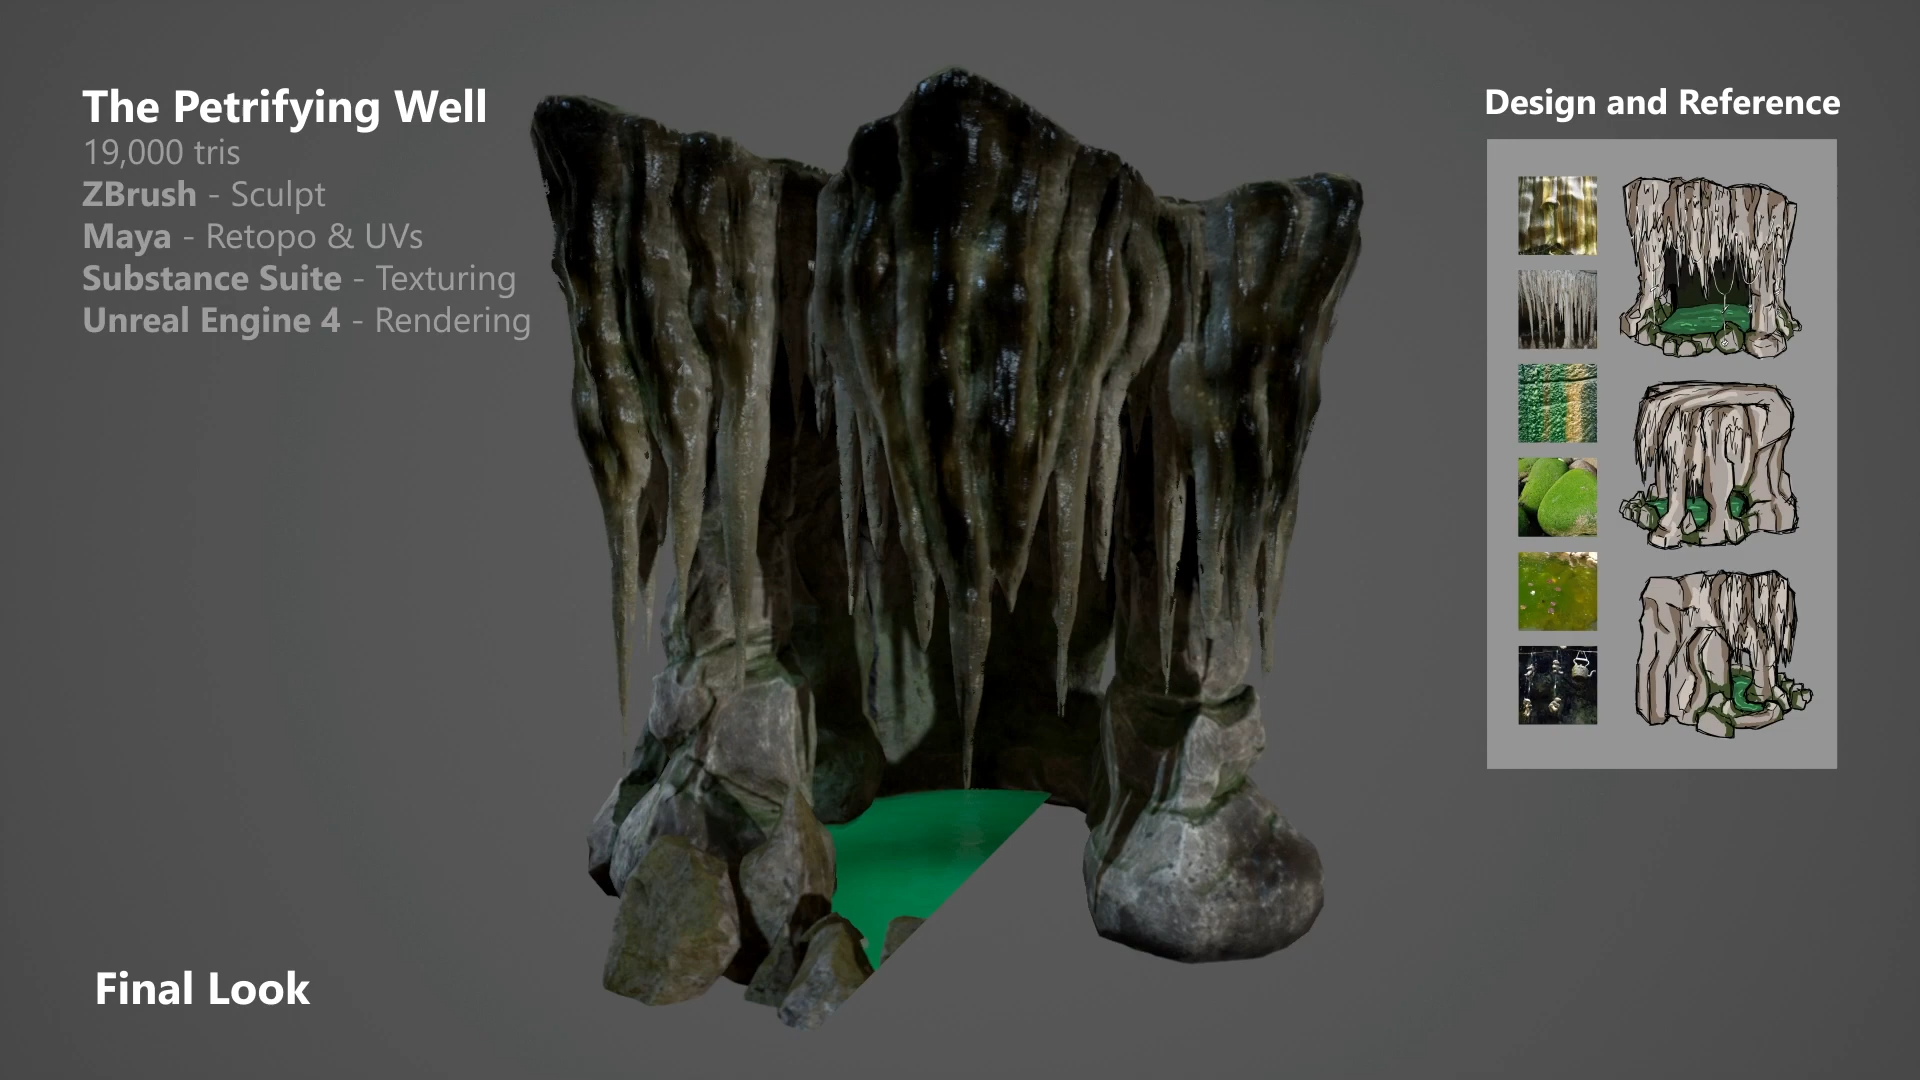 The Petrifying Well
19,000 tris
ZBrush - Sculpt
Maya - Retopo & UVs
Substance Suite - Texturing
Unreal Engine 4 - Rendering
Design and Reference
Final Look